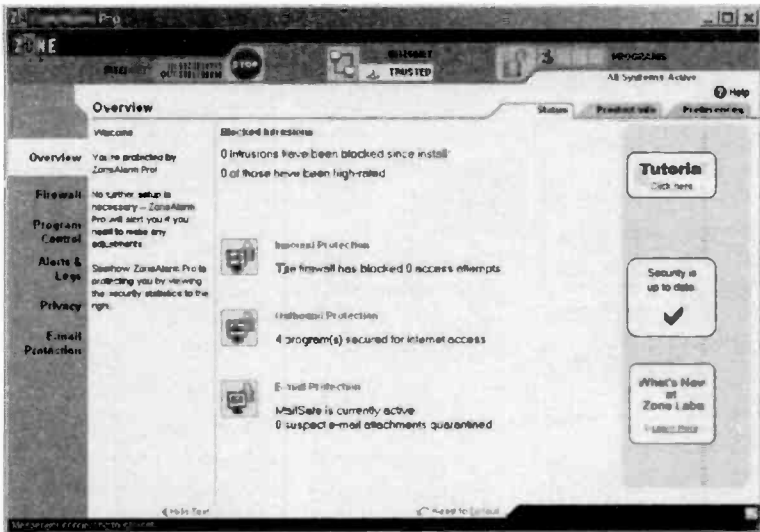 Pro
ZONE
INTERNET
STOP
TRUSTED
PROGRAMS
All Systems Active
Help
Overview
Status Product Info Preferences
Welcome
You're protected by
ZoneAlarm Pro!
No further setup is
necessary – ZoneAlarm
Pro will alert you if you
need to make any
adjustments.
See how ZoneAlarm Pro is
protecting you by viewing
the security statistics to the
right.
Overview
Firewall
Program
Control
Alerts &
Logs
Privacy
E-mail
Protection
Blocked Intrusions
0 Intrusions have been blocked since install
0 of those have been high-rated
Inbound Protection
The firewall has blocked 0 access attempts
Outbound Protection
4 program(s) secured for internet access
E-mail Protection
MailSafe is currently active
0 suspect e-mail attachments quarantined
Tutoria
Click here
Security is
up to date
What's New
at
Zone Labs
Hide Text
Reset to Default